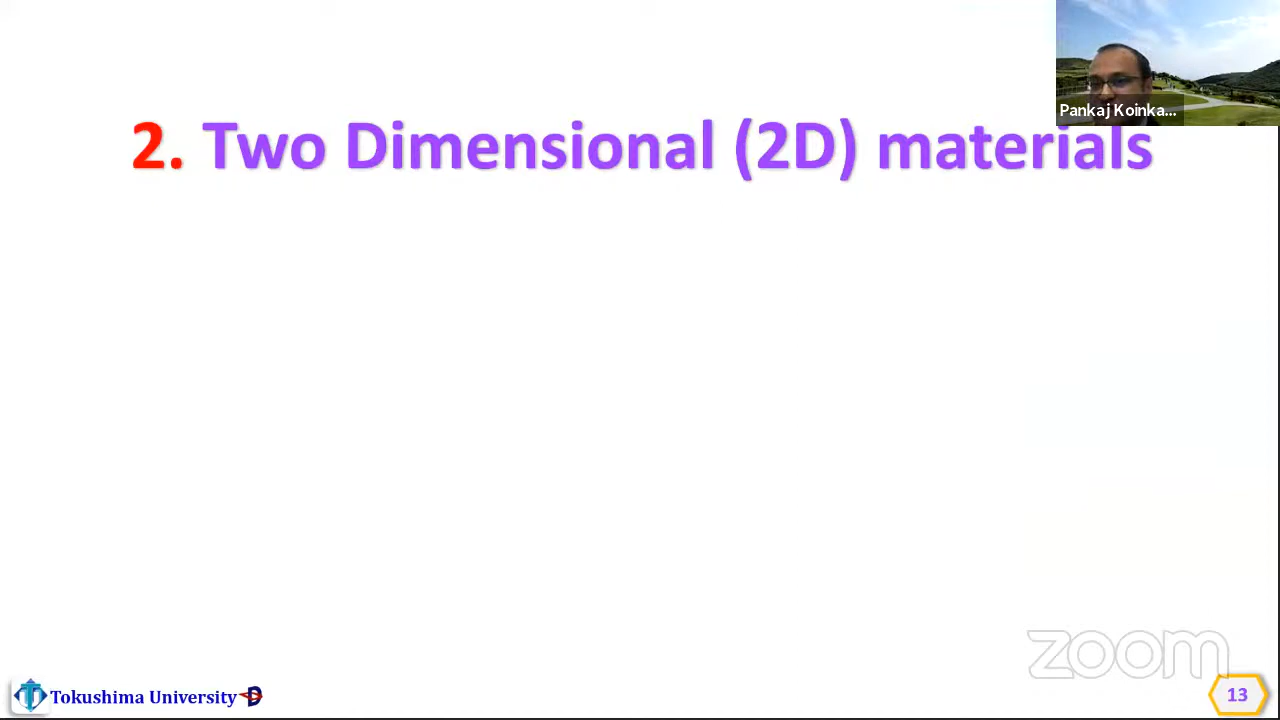 Pankaj Koinka...
2. Two Dimensional (2D) materials
zoom
Tokushima University
13